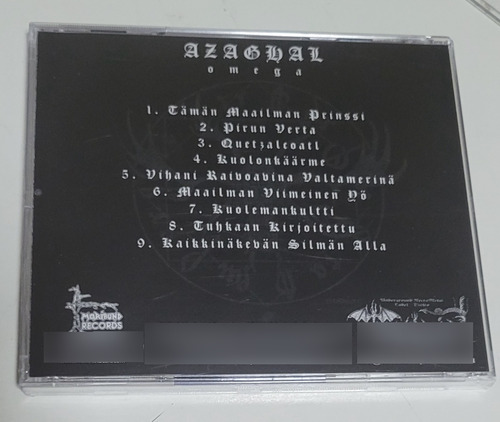 AZAGHAL
omega
1. Tämän Maailman Prinssi
2. Pirun Verta
3. Quetzalcoatl
4. Kuolonkäärme
5. Vihani Raivoavina Valtamerinä
6. Maailman Viimeinen Yö
7. Kuolemankultti
8. Tuhkaan Kirjoitettu
9. Kaikkinäkevän Silmän Alla
MORIBUND
RECORDS